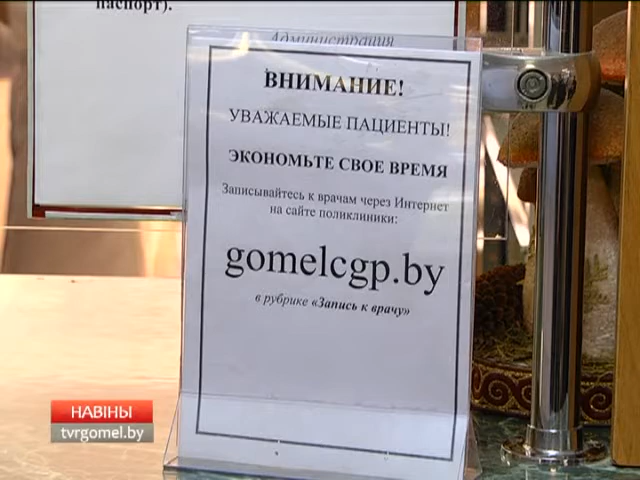 паспорт).
Администрация
ВНИМАНИЕ!
УВАЖАЕМЫЕ ПАЦИЕНТЫ!
ЭКОНОМЬТЕ СВОЕ ВРЕМЯ
Записывайтесь к врачам через Интернет
на сайте поликлиники:
gomelcgp.by
в рубрике «Запись к врачу»
НАВІНЫ
tvrgomel.by